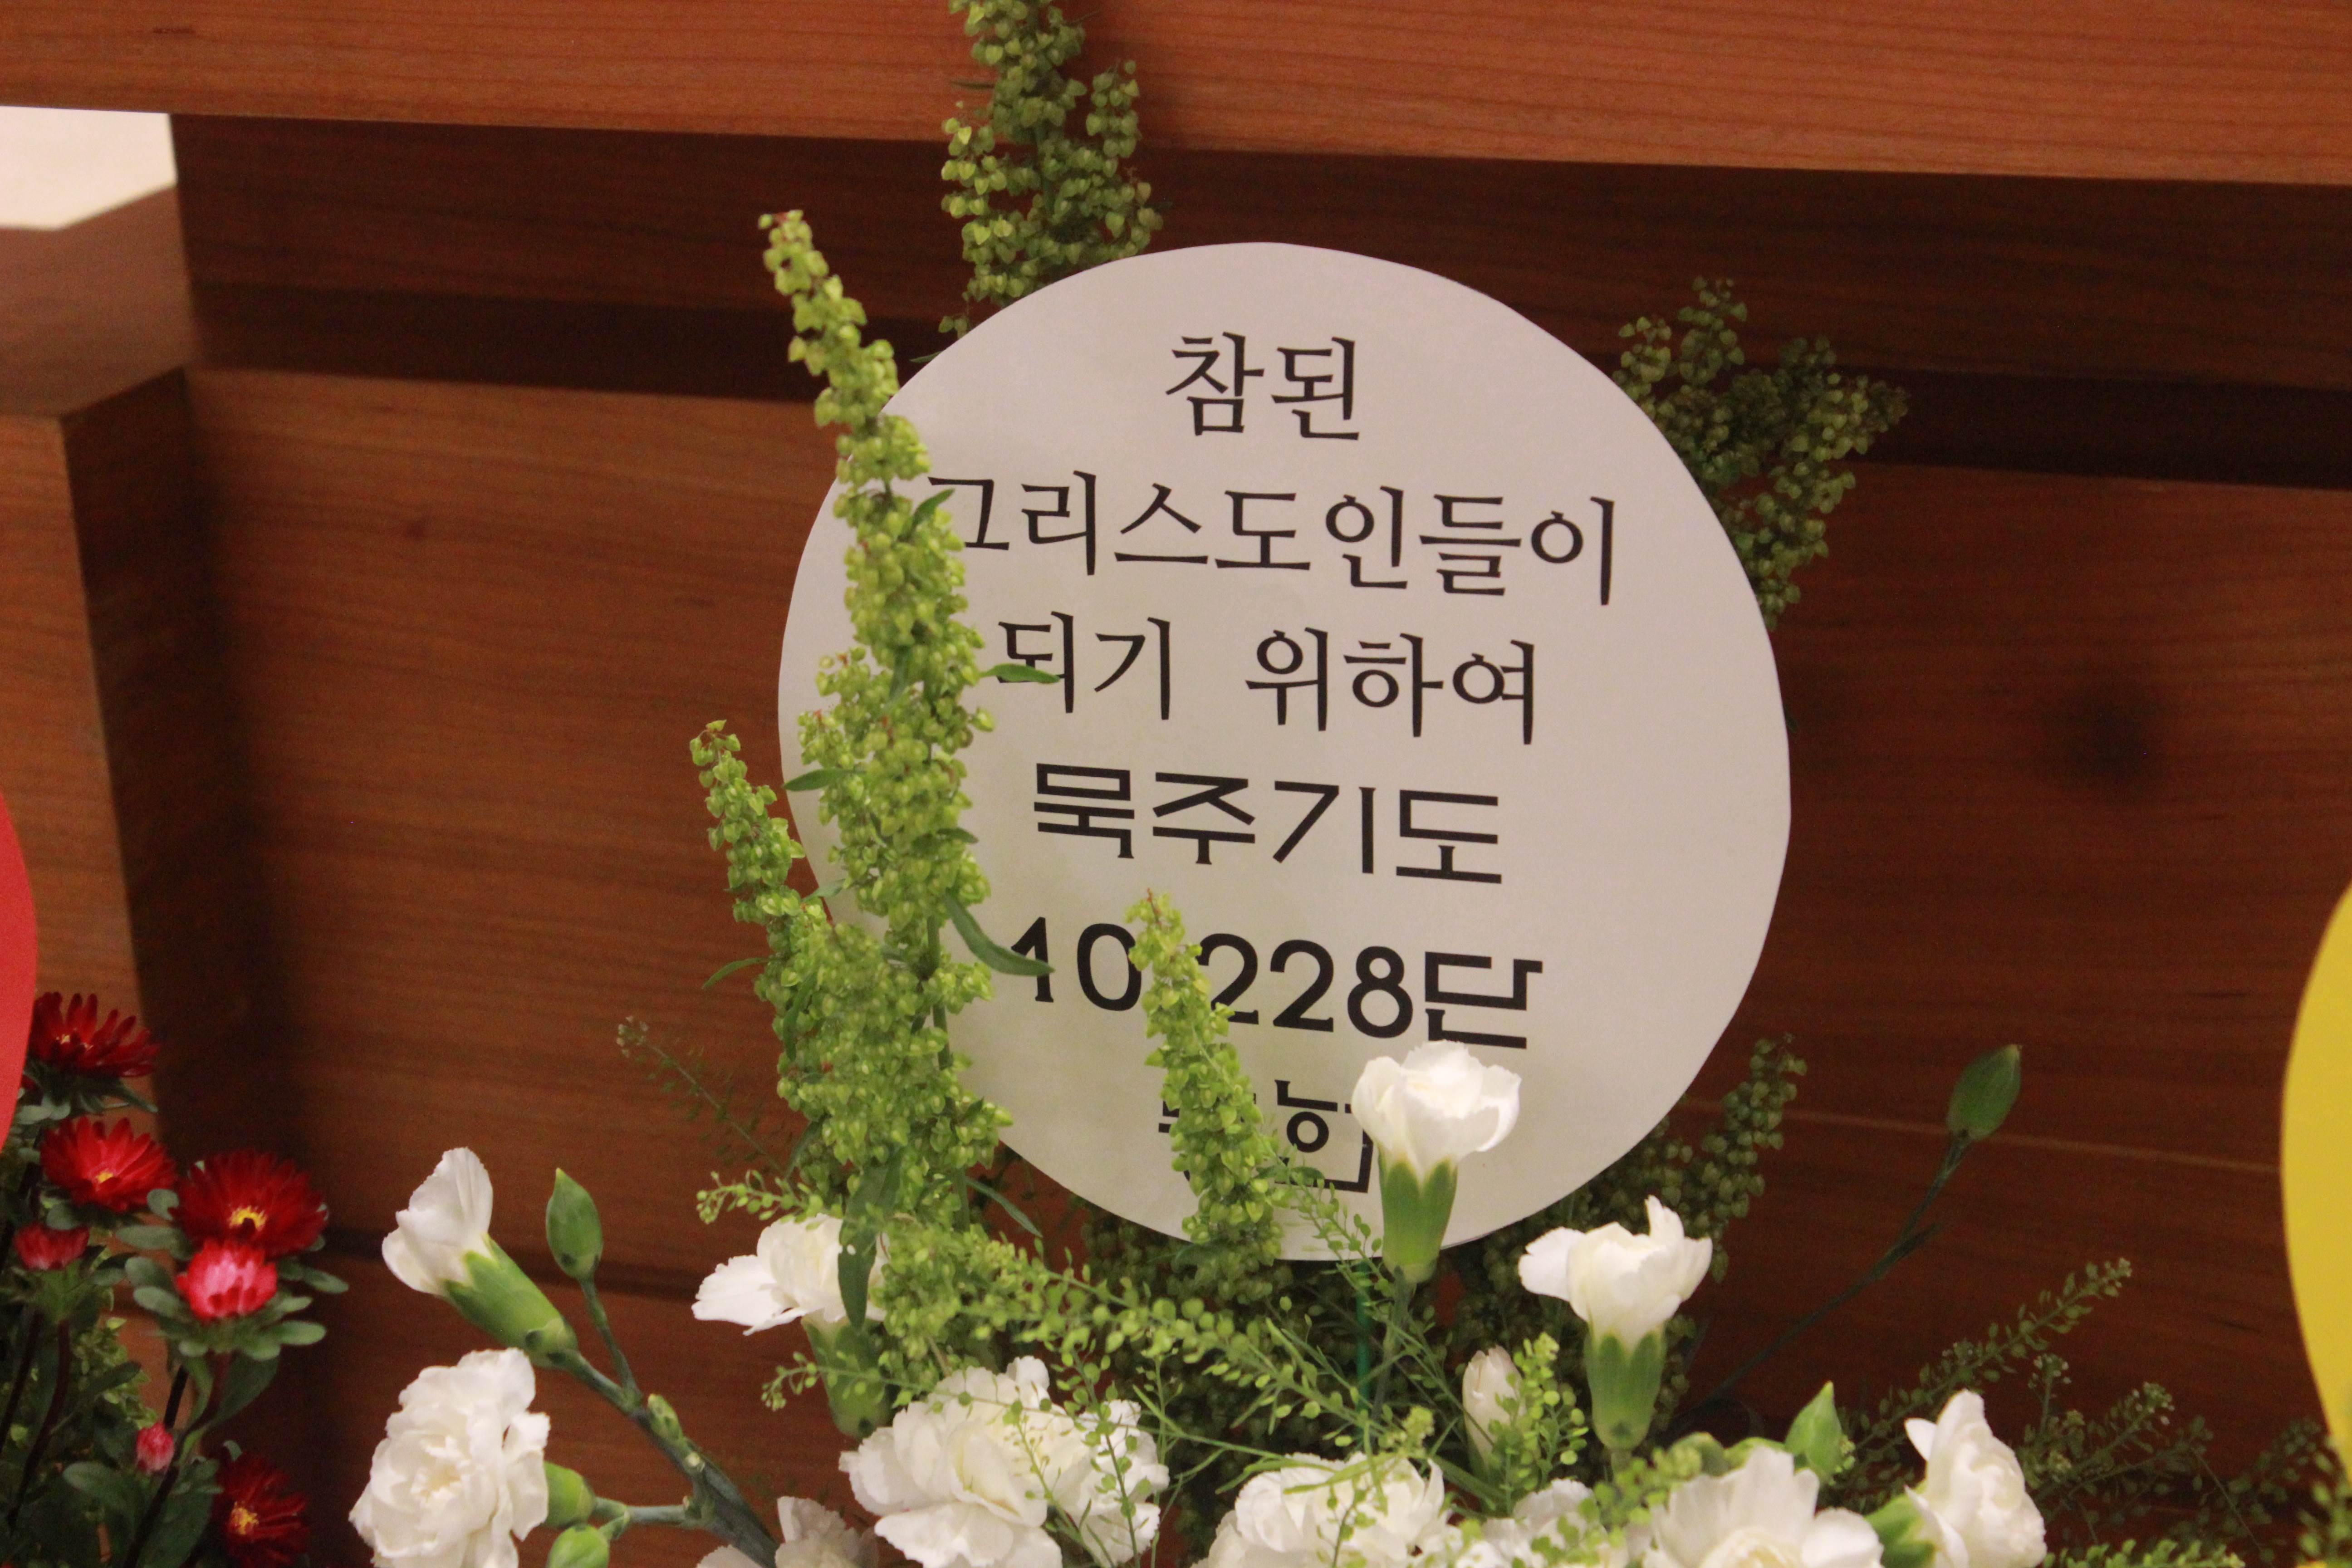 참된
그리스도인들이
되기 위하여
묵주기도
228단